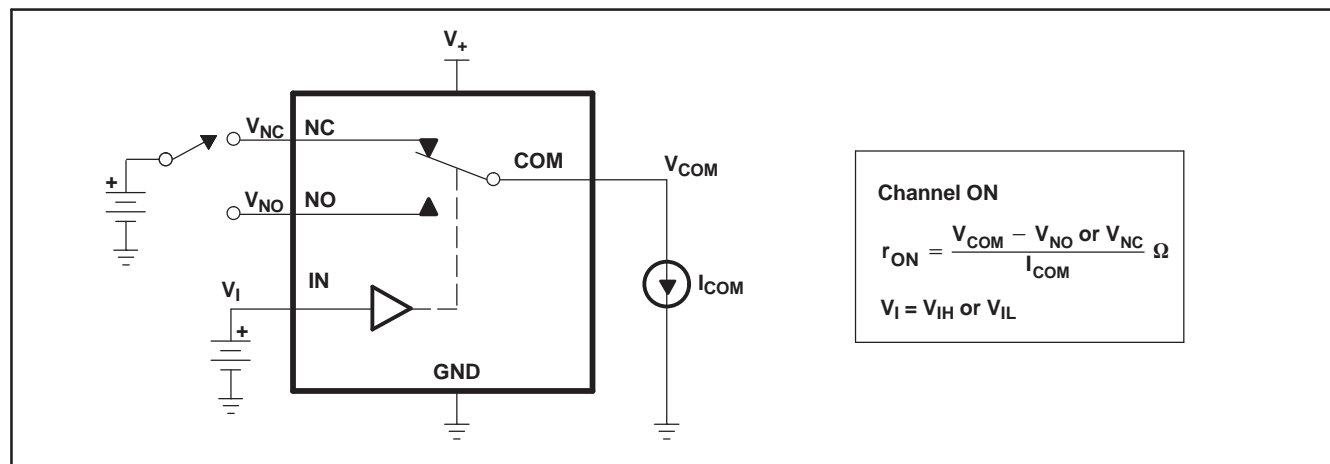 V+
VNC NC
COM
VCOM
+
VNO NO
VI
IN
+
ICOM
GND
Channel ON
rON = VCOM − VNO or VNC / ICOM Ω
VI = VIH or VIL